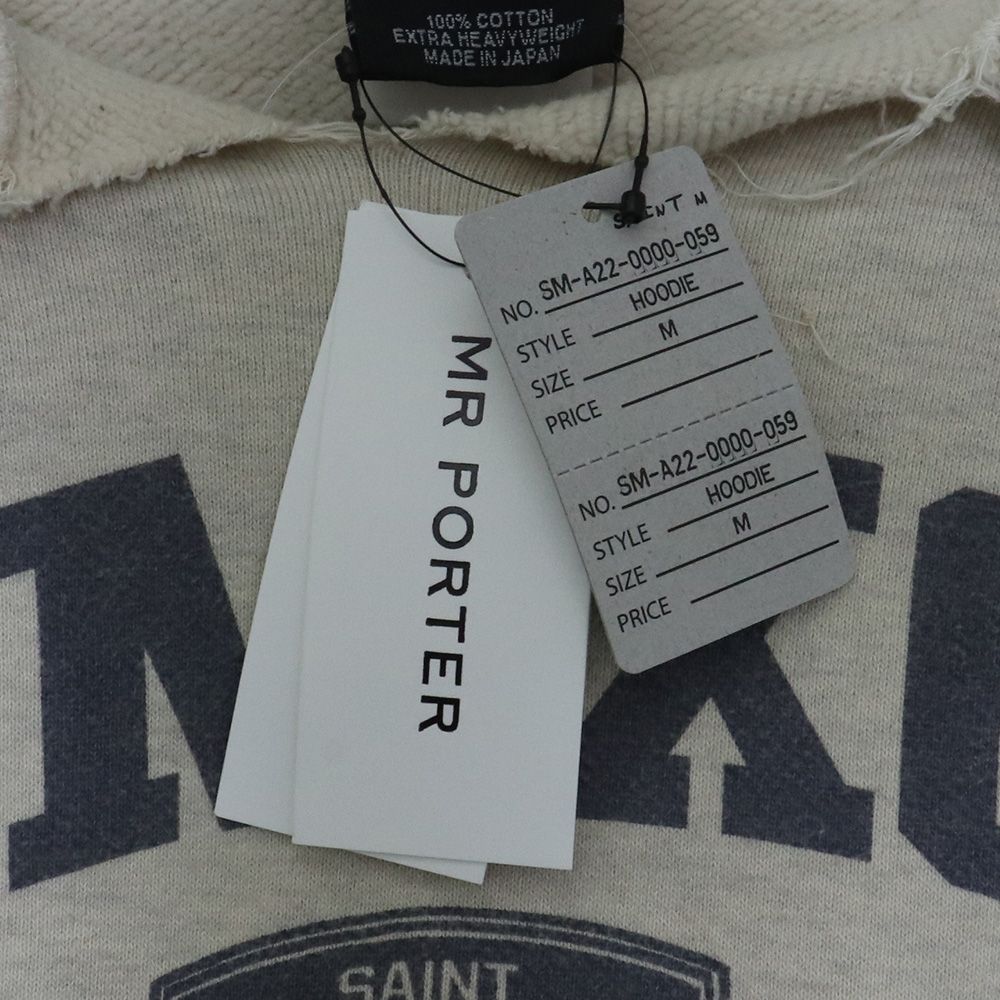 100% COTTON
EXTRA HEAVYWEIGHT
MADE IN JAPAN
MR PORTER
SAINT M
NO. SM-A22-0000-059
STYLE HOODIE
SIZE M
PRICE
NO. SM-A22-0000-059
STYLE HOODIE
SIZE M
PRICE
SAINT